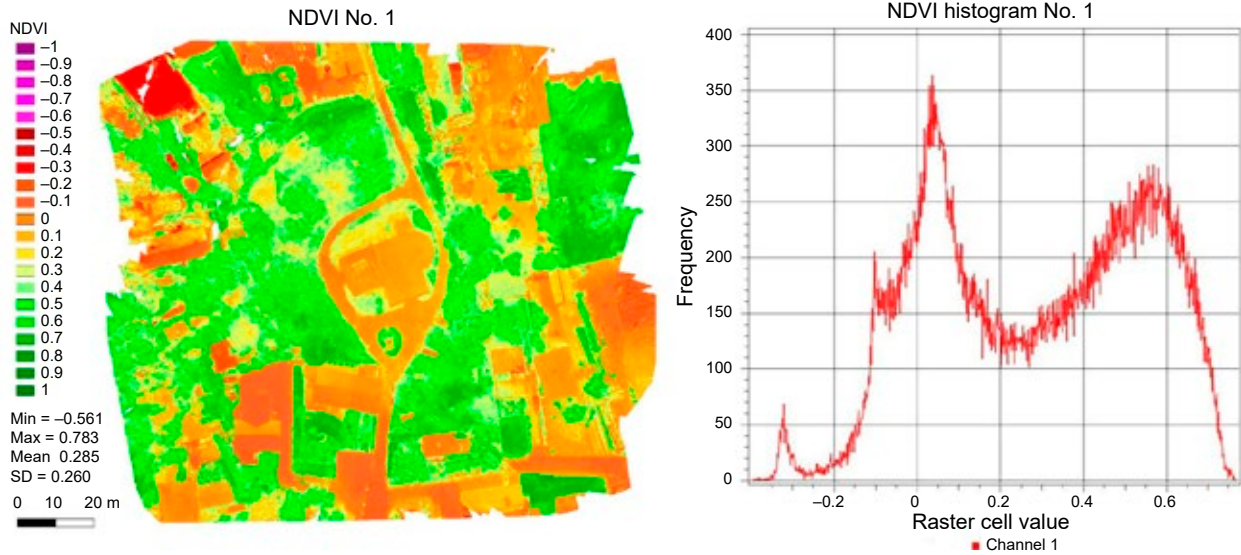 NDVI No. 1
NDVI
–1
–0.9
–0.8
–0.7
–0.6
–0.5
–0.4
–0.3
–0.2
–0.1
0
0.1
0.2
0.3
0.4
0.5
0.6
0.7
0.8
0.9
1
Min = –0.561
Max = 0.783
Mean 0.285
SD = 0.260
0 10 20 m
NDVI histogram No. 1
Frequency
400
350
300
250
200
150
100
50
0
–0.2 0 0.2 0.4 0.6
Raster cell value
Channel 1